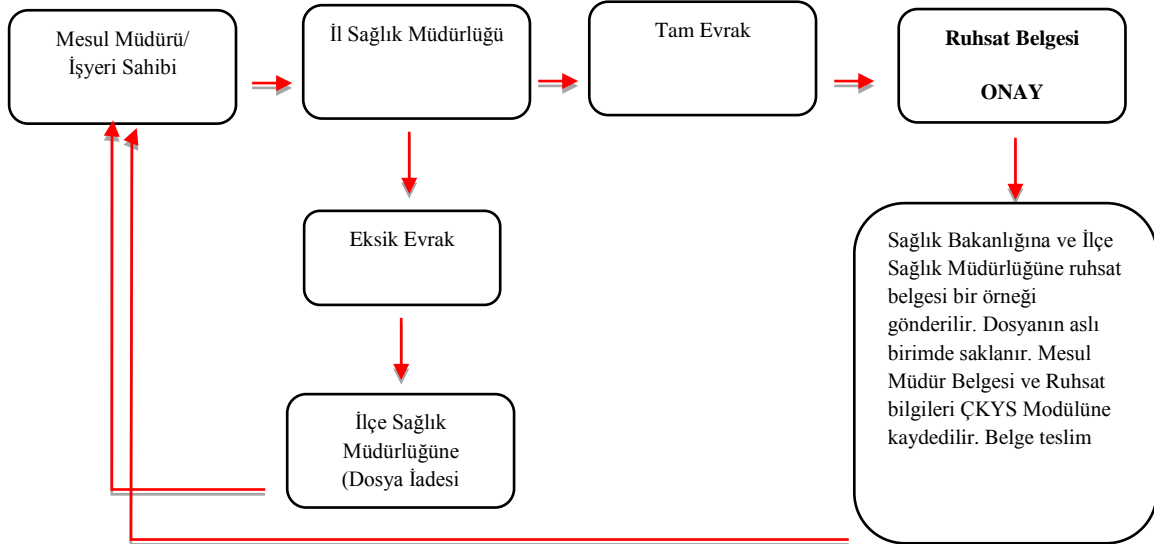 Mesul Müdürü/
İşyeri Sahibi
İl Sağlık Müdürlüğü
Tam Evrak
Ruhsat Belgesi
ONAY
Eksik Evrak
İlçe Sağlık
Müdürlüğüne
(Dosya İadesi
Sağlık Bakanlığına ve İlçe
Sağlık Müdürlüğüne ruhsat
belgesi bir örneği
gönderilir. Dosyanın aslı
birimde saklanır. Mesul
Müdür Belgesi ve Ruhsat
bilgileri ÇKYS Modülüne
kaydedilir. Belge teslim